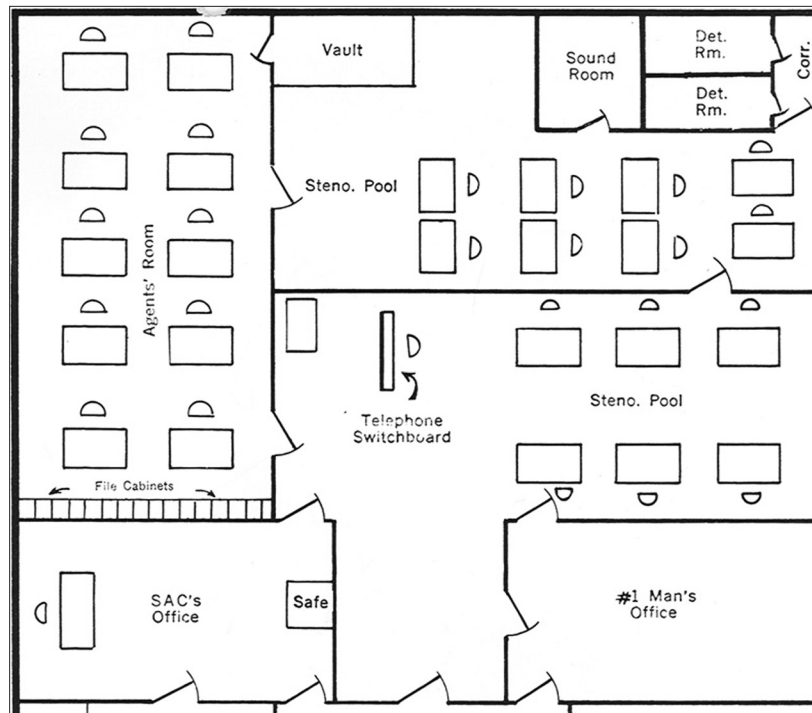 Vault
Sound
Room
Det.
Rm.
Det.
Rm.
Corr.
Steno. Pool
Agents' Room
Telephone
Switchboard
Steno. Pool
File Cabinets
SAC's
Office
Safe
#1 Man's
Office